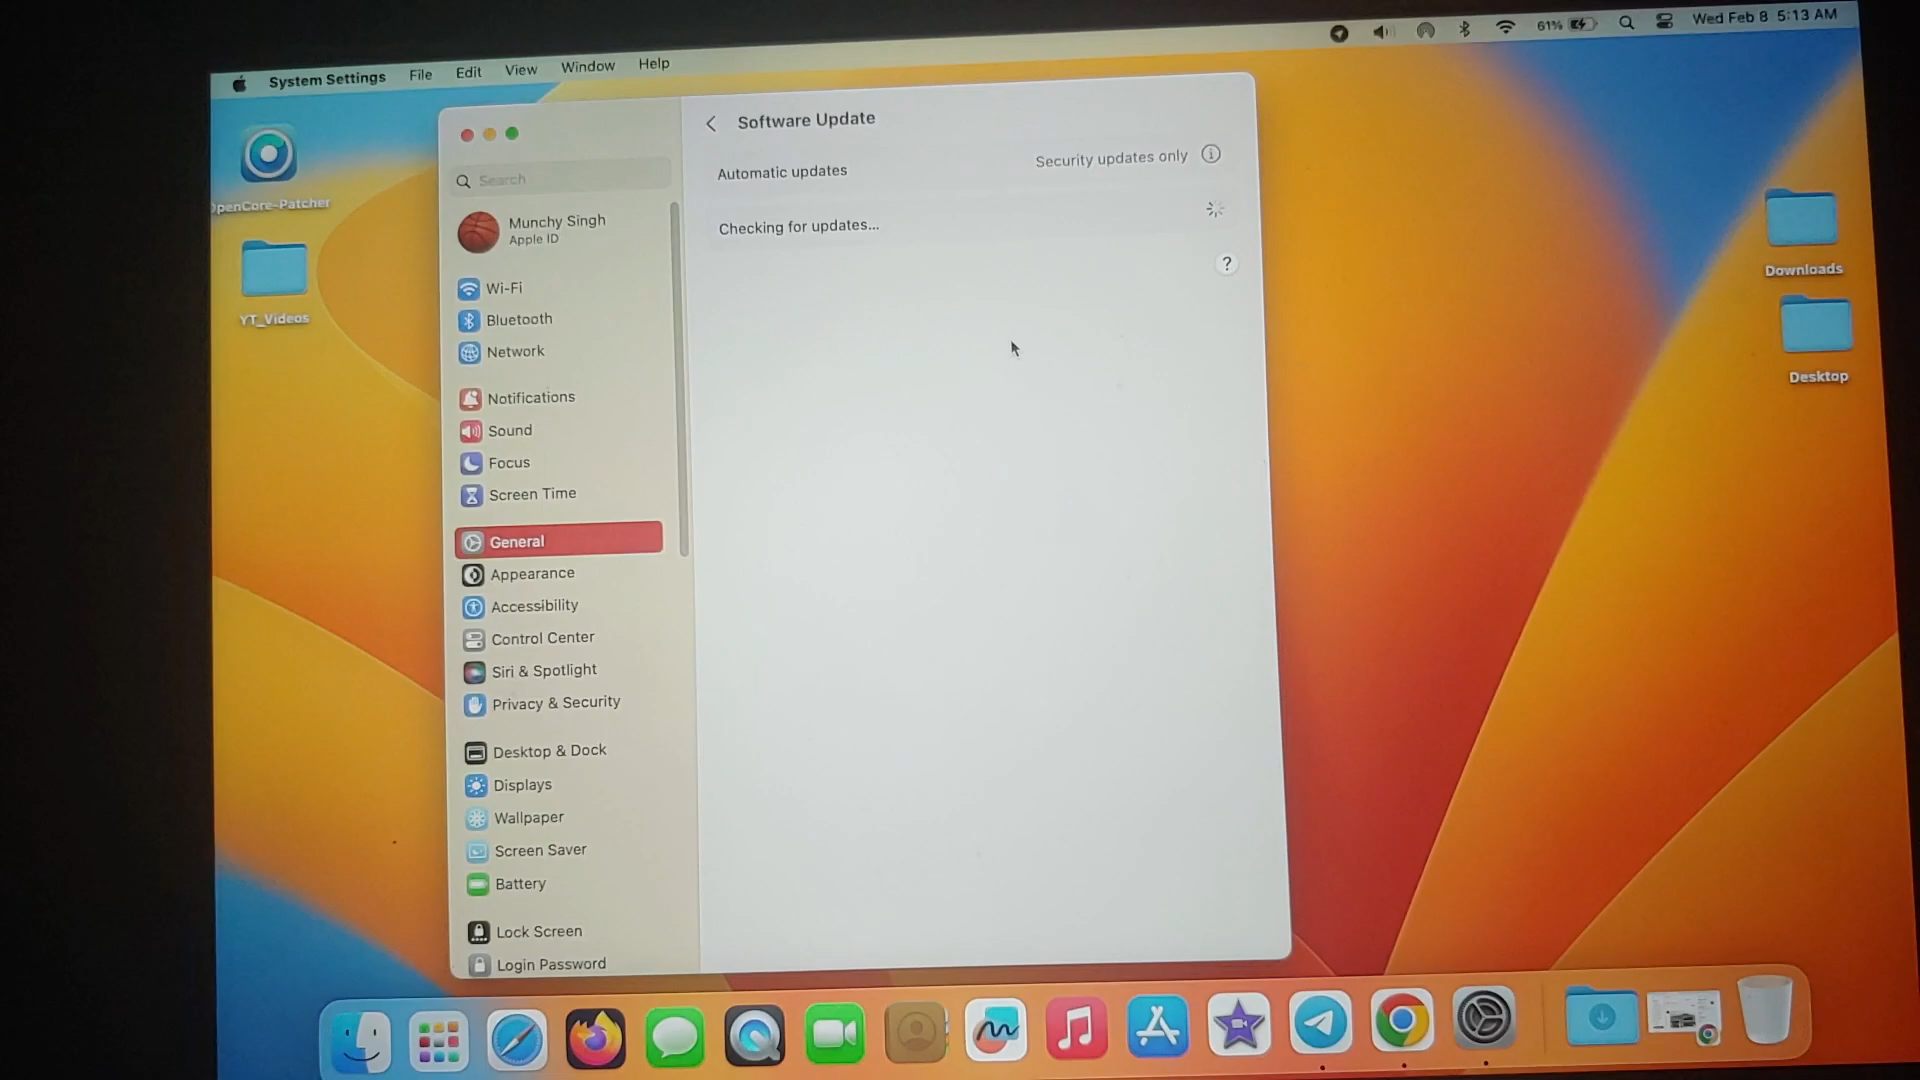 System Settings File Edit View Window Help
61% Wed Feb 8 5:13 AM
OpenCore-Patcher
YT_Videos
Search
Munchy Singh
Apple ID
Wi-Fi
Bluetooth
Network
Notifications
Sound
Focus
Screen Time
General
Appearance
Accessibility
Control Center
Siri & Spotlight
Privacy & Security
Desktop & Dock
Displays
Wallpaper
Screen Saver
Battery
Lock Screen
Login Password
Software Update
Automatic updates Security updates only
Checking for updates...
?
Downloads
Desktop